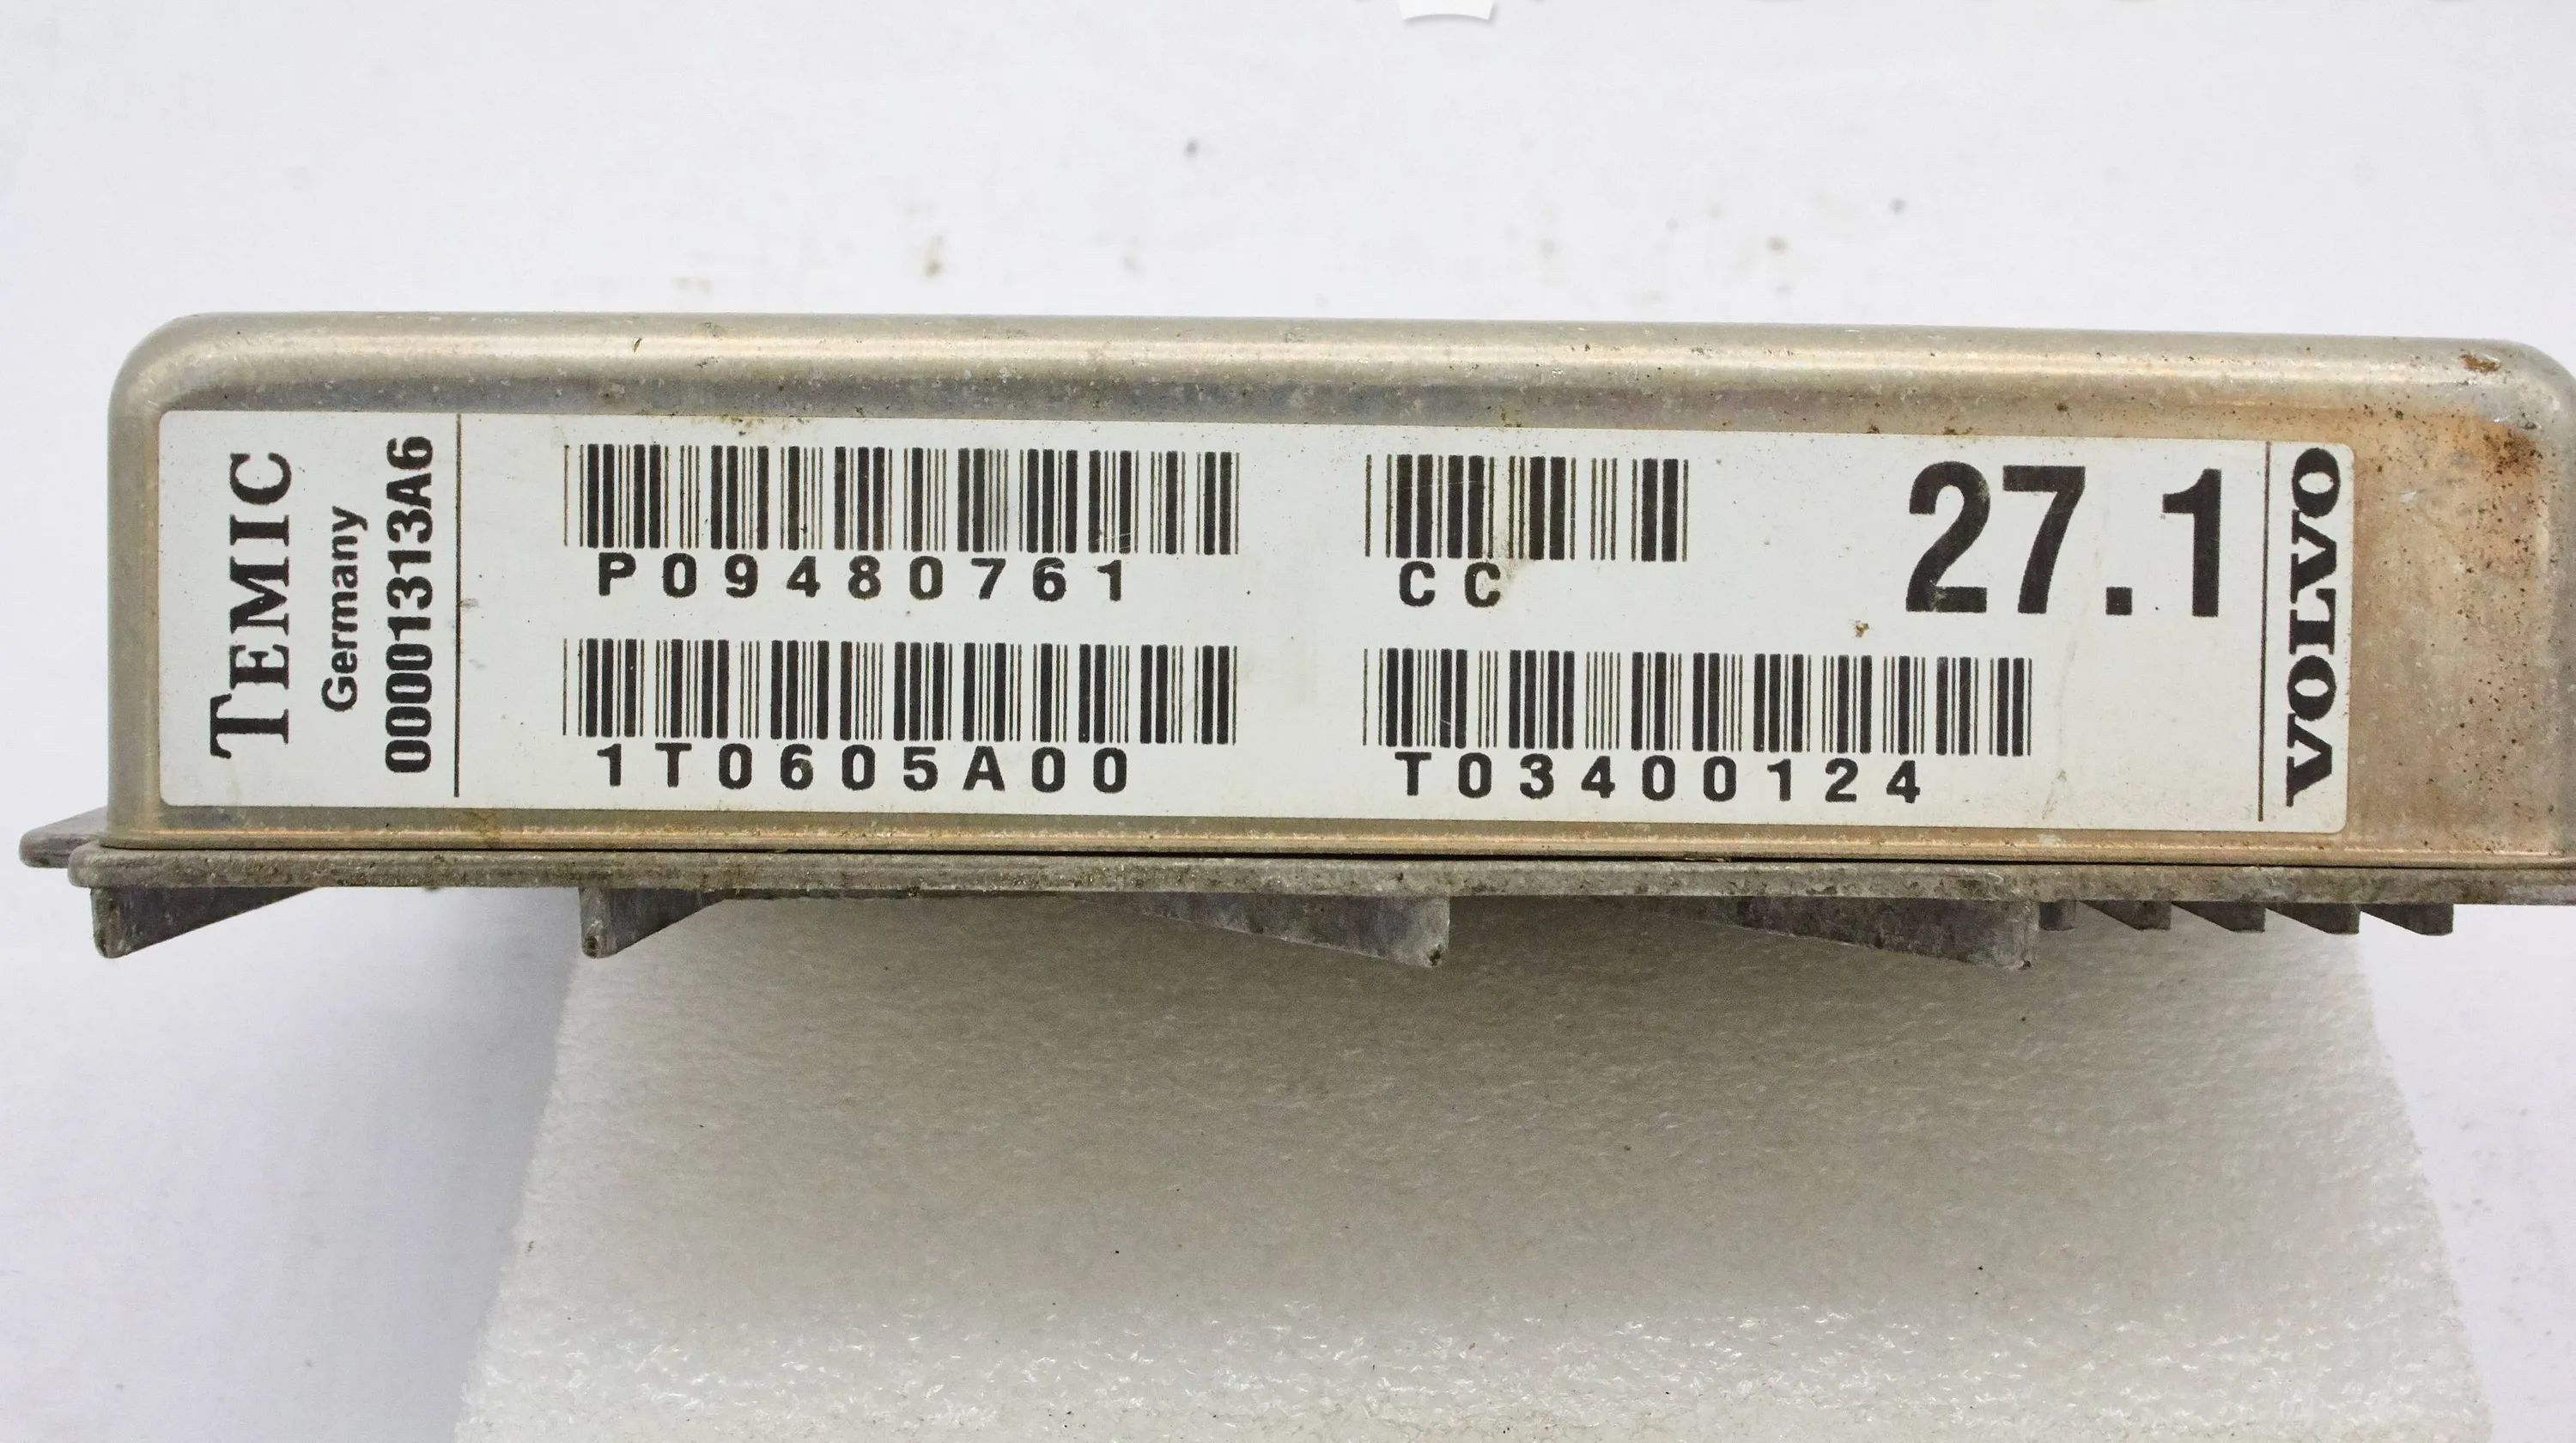 TEMIC
Germany
00001313A6
P09480761
CC
27.1
1T0605A00
T03400124
VOLVO